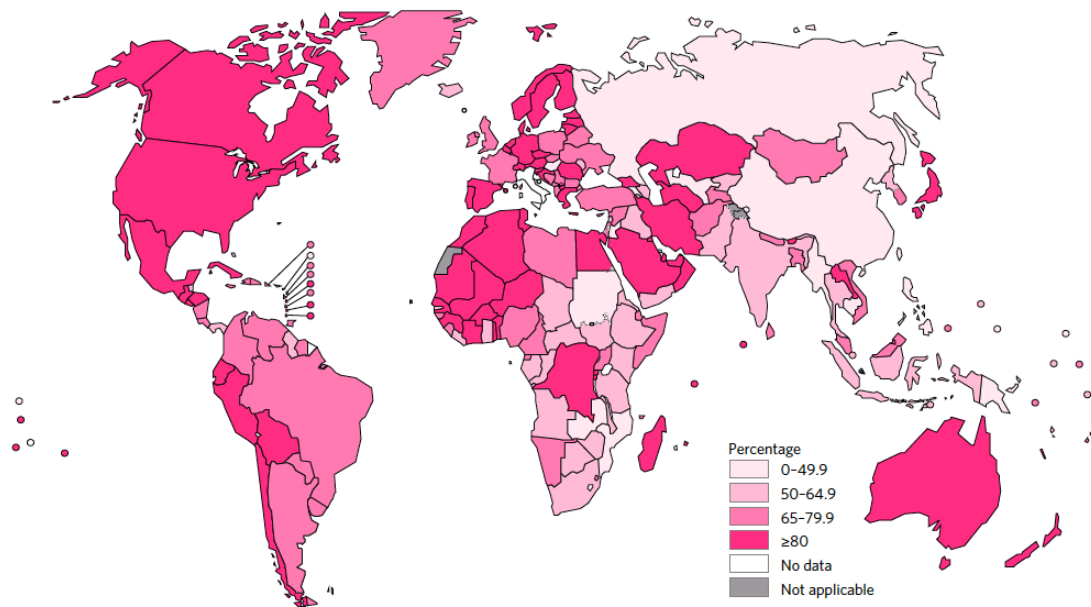 Percentage
0–49.9
50–64.9
65–79.9
≥80
No data
Not applicable